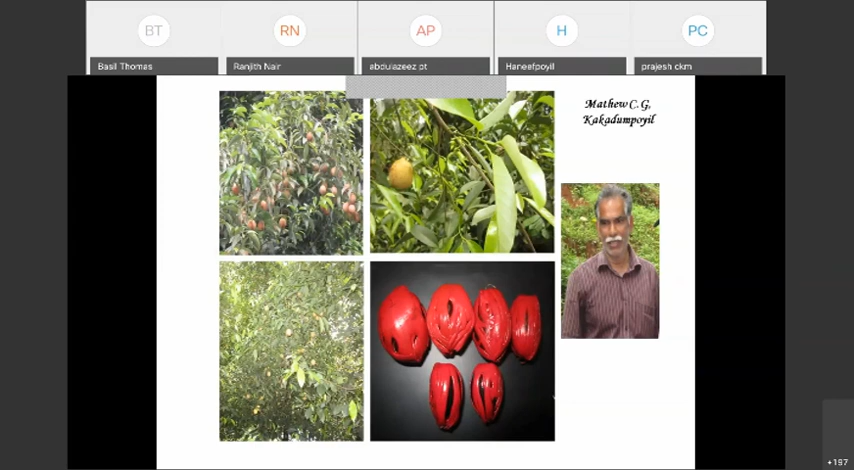 BT
RN
AP
H
PC
Basil Thomas
Ranjith Nair
abdulazeez pt
Haneefpoyil
prajesh ckm
Mathew C. G,
Kakadumpoyil
+197